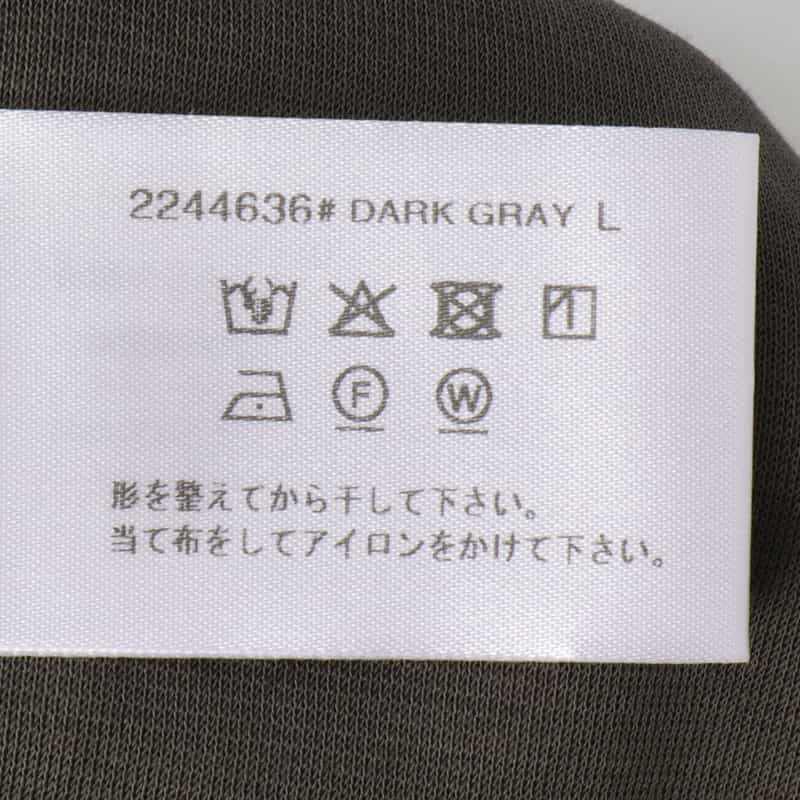 2244636# DARK GRAY L
F W
形を整えてから干して下さい。
当て布をしてアイロンをかけて下さい。